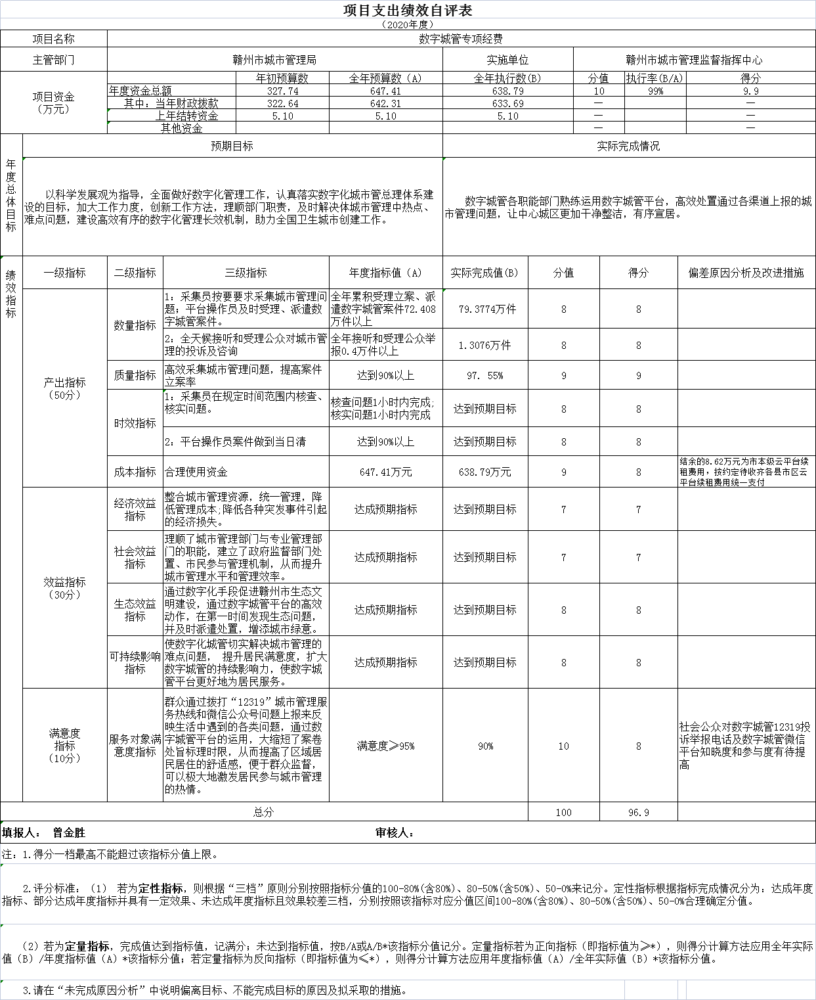 项目支出绩效自评表
（2020年度）
项目名称 数字城管专项经费
主管部门 赣州市城市管理局 实施单位 赣州市城市管理监督指挥中心
项目资金
（万元）
年初预算数 全年预算数（A） 全年执行数(B) 分值 执行率(B/A) 得分
年度资金总额 327.74 647.41 638.79 10 99% 9.9
其中：当年财政拨款 322.64 642.31 633.69 — —
上年结转资金 5.10 5.10 5.10 — —
其他资金 — —
年度总体目标
预期目标 实际完成情况
以科学发展观为指导，全面做好数字化管理工作，认真落实数字化城市管总理体系建
设的目标，加大工作力度，创新工作方法，理顺部门职责，及时解决体城市管理中热点、
难点问题，建设高效有序的数字化管理长效机制，助力全国卫生城市创建工作。
数字城管各职能部门熟练运用数字城管平台，高效处置通过各渠道上报的城
市管理问题，让中心城区更加干净整洁，有序宣居。
绩效指标
一级指标 二级指标 三级指标 年度指标值（A） 实际完成值(B) 分值 得分 偏差原因分析及改进措施
产出指标
（50分）
数量指标
1：采集员按要要求采集城市管理问
题；平台操作员及时受理、派遣数
字城管案件。
全年累积受理立案、派
遣数字城管案件72.408
万件以上
79.3774万件 8 8
2：全天候接听和受理公众对城市管
理的投诉及咨询
全年接听和受理公众举
报0.4万件以上
1.3076万件 8 8
质量指标
高效采集城市管理问题，提高案件
立案率
达到90%以上 97. 55% 9 9
时效指标
1：采集员在规定时间范围内核查、
核实问题。
核查问题1小时内完成;
核实问题1小时内完成
达到预期目标 8 8
2：平台操作员案件做到当日清 达到90%以上 达到预期目标 8 8
成本指标 合理使用资金 647.41万元 638.79万元 9 8
结余的8.62万元为市本级云平台续
租费用，按约定待收齐各县市区云
平台续租费用统一支付
效益指标
（30分）
经济效益
指标
整合城市管理资源，统一管理，降
低管理成本;降低各种突发事件引起
的经济损失。
达成预期指标 达到预期目标 7 7
社会效益
指标
理顺了城市管理部门与专业管理部
门的职能，建立了政府监督部门处
置、市民参与管理机制，从而提升
城市管理水平和管理效率。
达成预期指标 达到预期目标 7 7
生态效益
指标
通过数字化手段促进赣州市生态文
明建设，通过数字城管平台的高效
动作，在第一时间发现生态问题，
并及时派遣处置，增添城市绿意。
达成预期指标 达到预期目标 8 8
可持续影响
指标
使数字化城管切实解决城市管理的
难点问题， 提升居民满意度，扩大
数字城管的持续影响力，使数字城
管平台更好地为居民服务。
达成预期指标 达到预期目标 8 8
满意度
指标
（10分）
服务对象满
意度指标
群众通过拨打“12319”城市管理服
务热线和微信公众号问题上报来反
映生活中遇到的各类问题，通过数
字城管平台的运用，大缩短了案卷
处旨标理时限，从而提高了区域居
民居住的舒适感，便于群众监督，
可以极大地激发居民参与城市管理
的热情。
满意度≥95% 90% 10 8
社会公众对数字城管12319投
诉举报电话及数字城管微信
平台知晓度和参与度有待提
高
总分 100 96.9
填报人： 曾金胜 审核人：
注：1.得分一档最高不能超过该指标分值上限。
2.评分标准：（1） 若为定性指标，则根据“三档”原则分别按照指标分值的100-80%(含80%)、80-50%(含50%)、50-0%来记分。定性指标根据指标完成情况分为：达成年度
指标、部分达成年度指标并具有一定效果、未达成年度指标且效果较差三档，分别按照该指标对应分值区间100-80%(含80%)、80-50%(含50%)、50-0%合理确定分值。
（2）若为定量指标，完成值达到指标值，记满分；未达到指标值，按B/A或A/B*该指标分值记分。定量指标若为正向指标（即指标值为≥*），则得分计算方法应用全年实际
值（B）/年度指标值（A）*该指标分值；若定量指标为反向指标（即指标值为≤*），则得分计算方法应用年度指标值（A）/全年实际值（B）*该指标分值。
3.请在“未完成原因分析”中说明偏离目标、不能完成目标的原因及拟采取的措施。